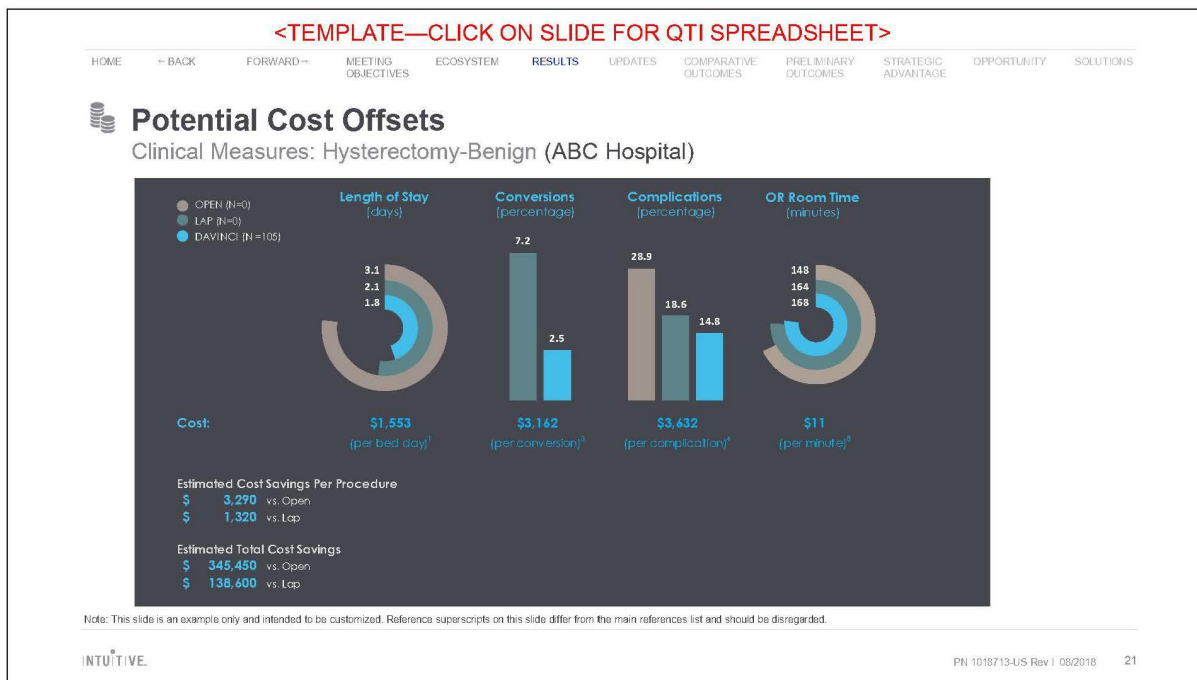 <TEMPLATE—CLICK ON SLIDE FOR QTI SPREADSHEET>
HOME
←BACK
FORWARD→
MEETING
OBJECTIVES
ECOSYSTEM
RESULTS
UPDATES
COMPARATIVE
OUTCOMES
PRELIMINARY
OUTCOMES
STRATEGIC
ADVANTAGE
OPPORTUNITY
SOLUTIONS
Potential Cost Offsets
Clinical Measures: Hysterectomy-Benign (ABC Hospital)
OPEN (N=0)
LAP (N=0)
DAVINCI (N =105)
Length of Stay
(days)
3.1
2.1
1.8
Conversions
(percentage)
7.2
2.5
Complications
(percentage)
28.9
18.6
14.8
OR Room Time
(minutes)
148
164
168
Cost:
$1,553
(per bed day)¹
$3,162
(per conversion)³
$3,632
(per complication)⁴
$11
(per minute)⁵
Estimated Cost Savings Per Procedure
$ 3,290 vs. Open
$ 1,320 vs. Lap
Estimated Total Cost Savings
$ 345,450 vs. Open
$ 138,600 vs. Lap
Note: This slide is an example only and intended to be customized. Reference superscripts on this slide differ from the main references list and should be disregarded.
INTUITIVE.
PN 1018713-US Rev I 08/2018 21